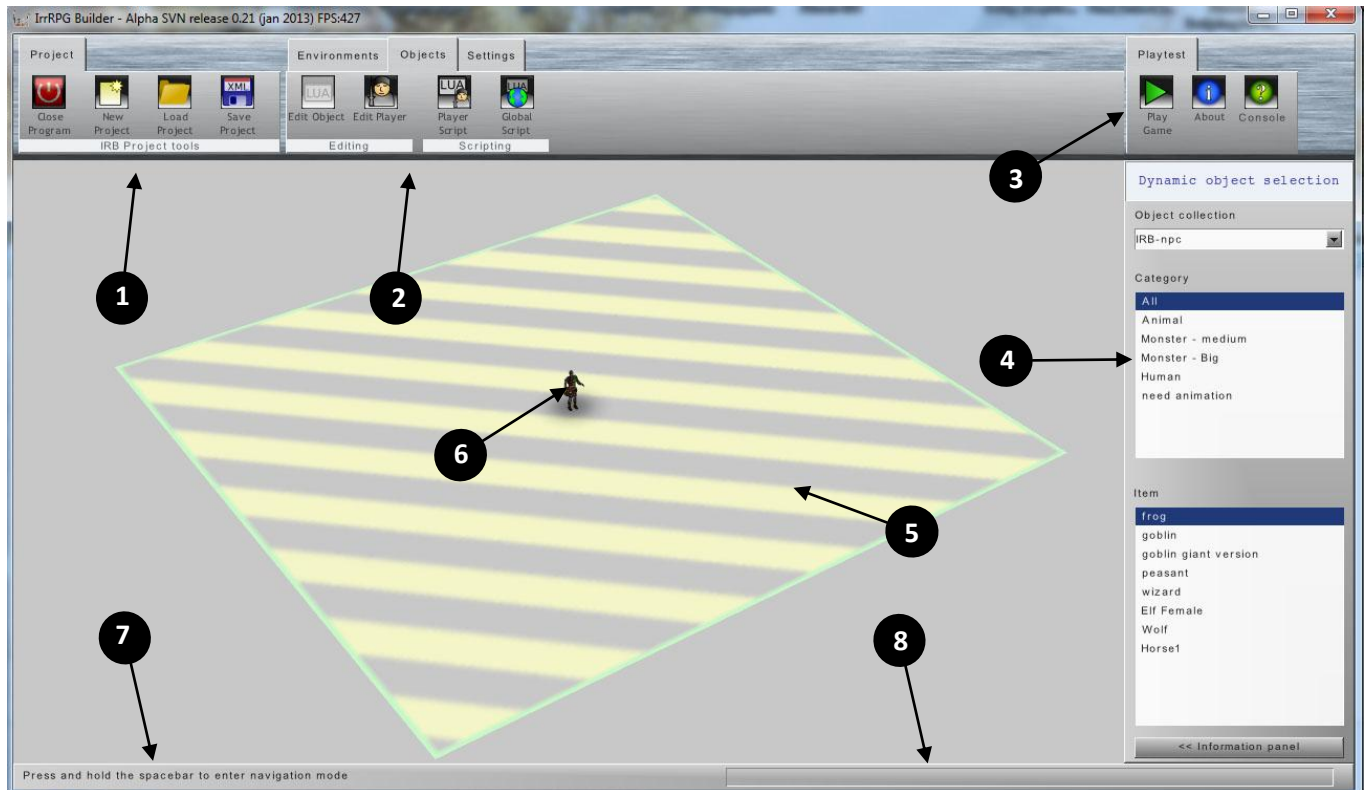 IrrRPG Builder - Alpha SVN release 0.21 (jan 2013) FPS:427
Project
Environments Objects Settings
Playtest
LUA
LUA
LUA
XML
Close Program
New Project
Load Project
Save Project
Edit Object
Edit Player
Player Script
Global Script
Play Game
About
Console
IRB Project tools
Editing
Scripting
1
2
3
4
5
6
7
8
Dynamic object selection
Object collection
IRB-npc
Category
All
Animal
Monster - medium
Monster - Big
Human
need animation
Item
frog
goblin
goblin giant version
peasant
wizard
Elf Female
Wolf
Horse1
<< Information panel
Press and hold the spacebar to enter navigation mode